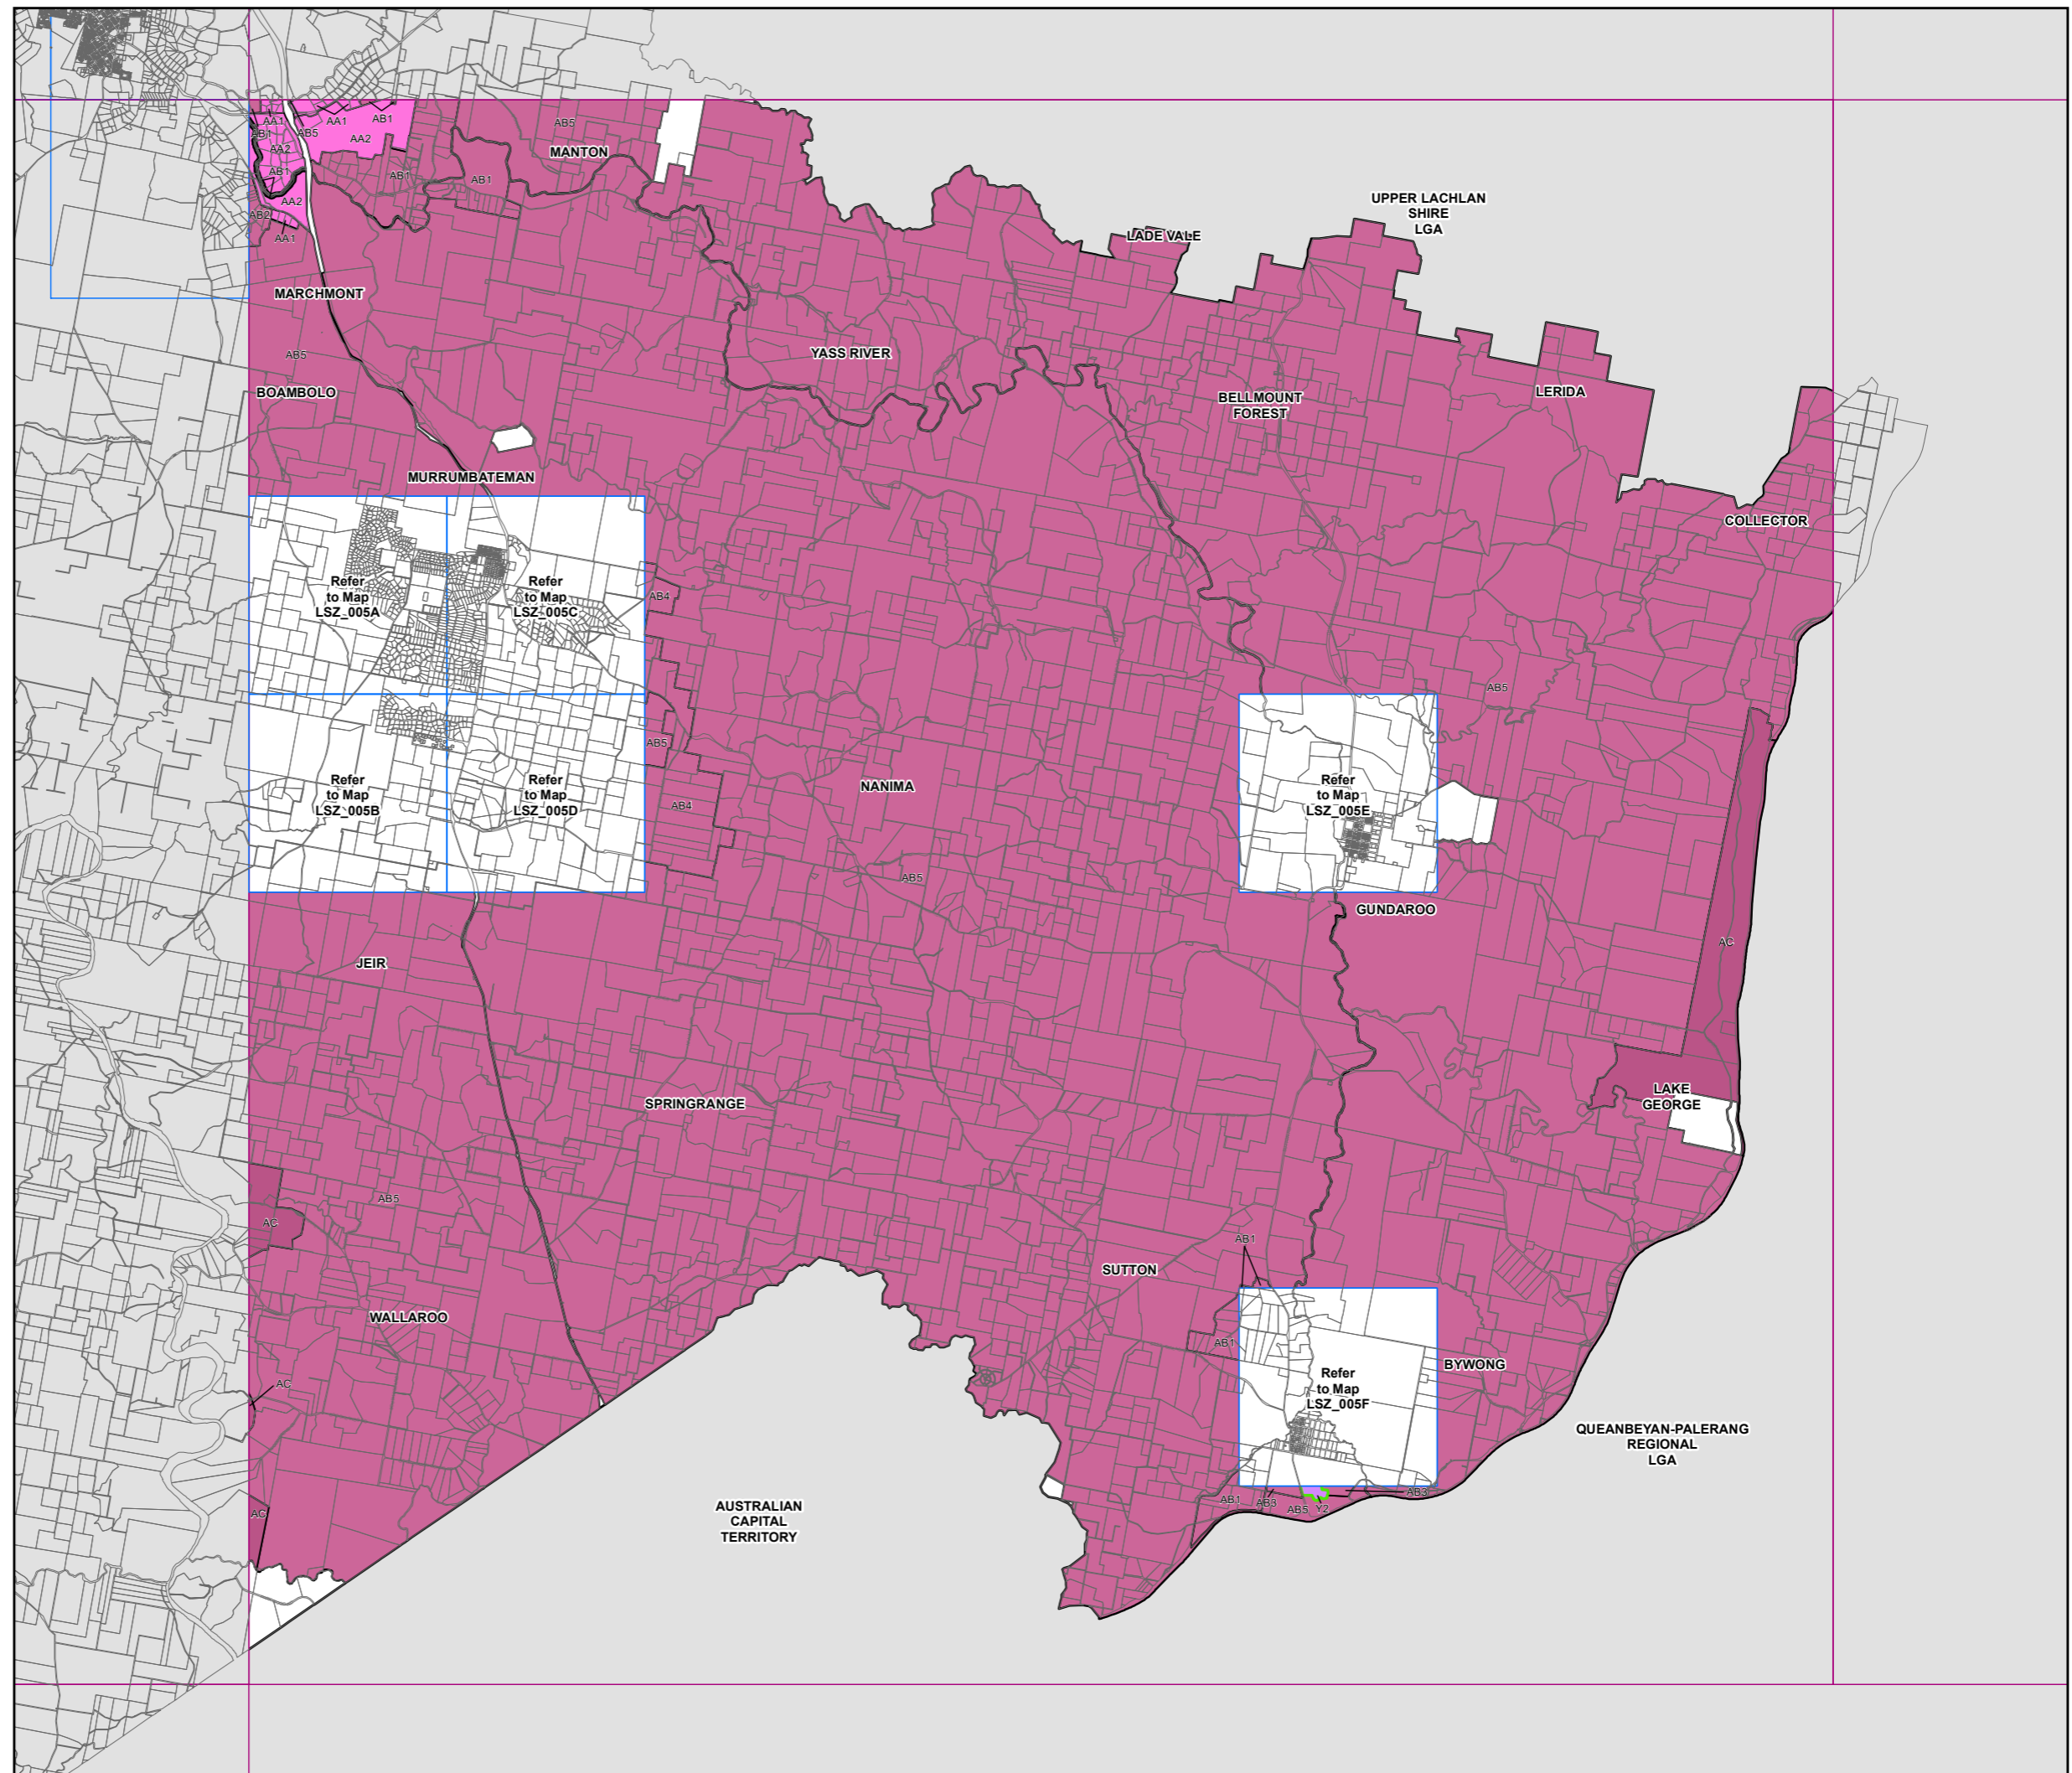 AA1
AA1
AB1
AB1
AB5
AA2
AA2
AB1
AB1
AB1
AA2
AB2
AA1
AB5
MANTON
UPPER LACHLAN
SHIRE
LGA
LADE VALE
MARCHMONT
AB5
BOAMBOLO
YASS RIVER
BELLMOUNT
FOREST
LERIDA
MURRUMBATEMAN
COLLECTOR
Refer
to Map
LSZ_005A
Refer
to Map
LSZ_005C
AB4
AB5
AB5
Refer
to Map
LSZ_005B
Refer
to Map
LSZ_005D
AB4
NANIMA
Refer
to Map
LSZ_005E
AB5
GUNDAROO
AC
JEIR
SPRINGRANGE
LAKE
GEORGE
AB5
AC
AB1
SUTTON
WALLAROO
AB1
BYWONG
AC
Refer
to Map
LSZ_005F
QUEANBEYAN-PALERANG
REGIONAL
LGA
AC
AUSTRALIAN
CAPITAL
TERRITORY
AB1
AB3
AB5
Y2
AB3